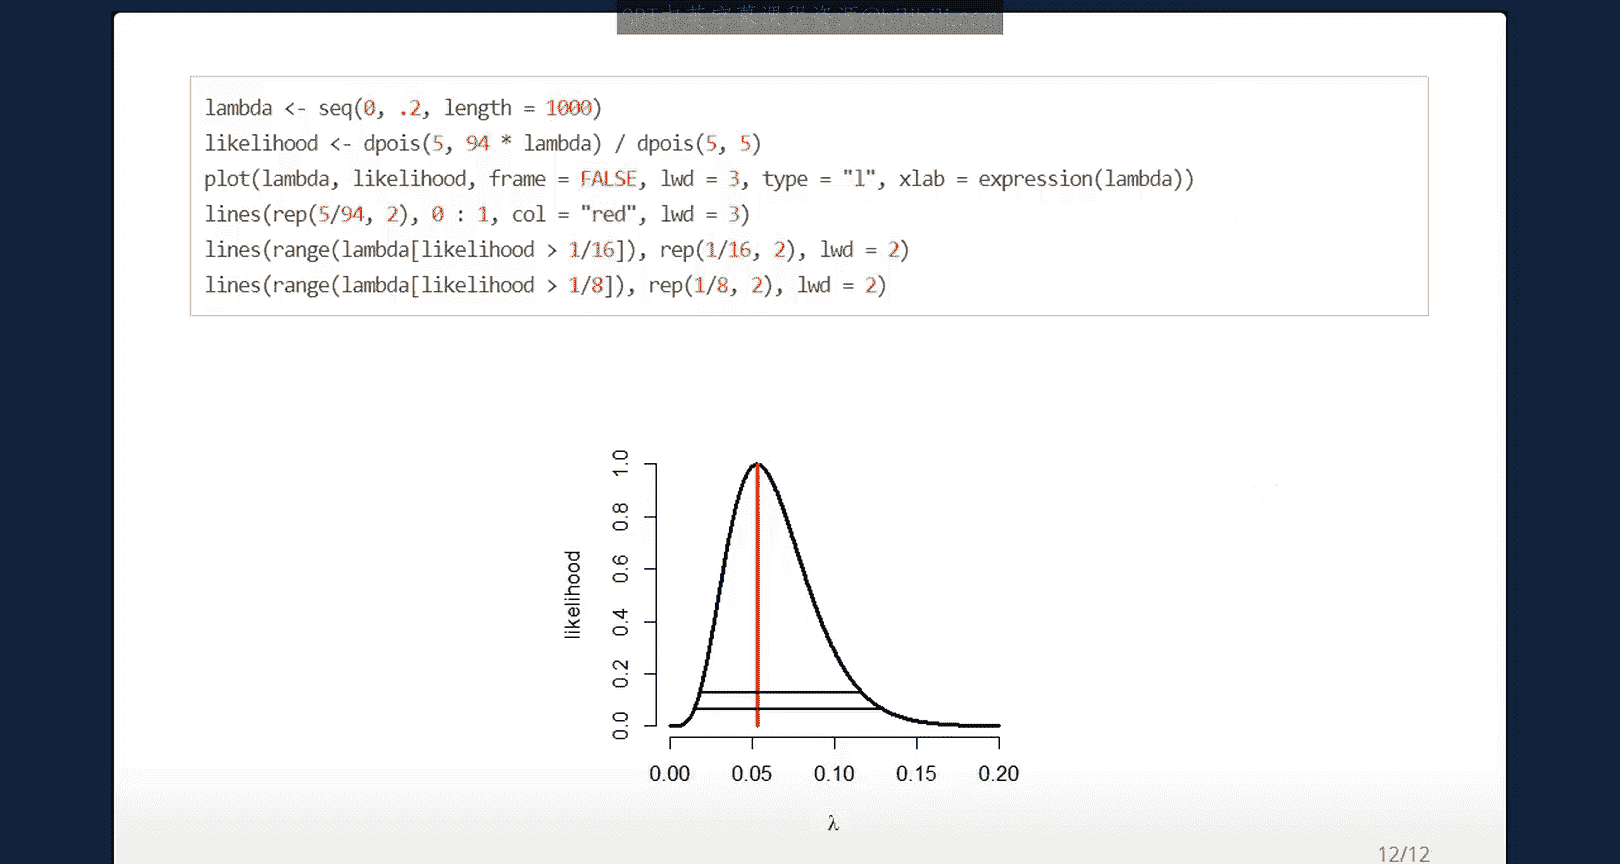 lambda <- seq(0, .2, length = 1000)
likelihood <- dpois(5, 94 * lambda) / dpois(5, 5)
plot(lambda, likelihood, frame = FALSE, lwd = 3, type = "l", xlab = expression(lambda))
lines(rep(5/94, 2), 0 : 1, col = "red", lwd = 3)
lines(range(lambda[likelihood > 1/16]), rep(1/16, 2), lwd = 2)
lines(range(lambda[likelihood > 1/8]), rep(1/8, 2), lwd = 2)
likelihood
1.0
0.8
0.6
0.4
0.2
0.0
0.00 0.05 0.10 0.15 0.20
λ
12/12